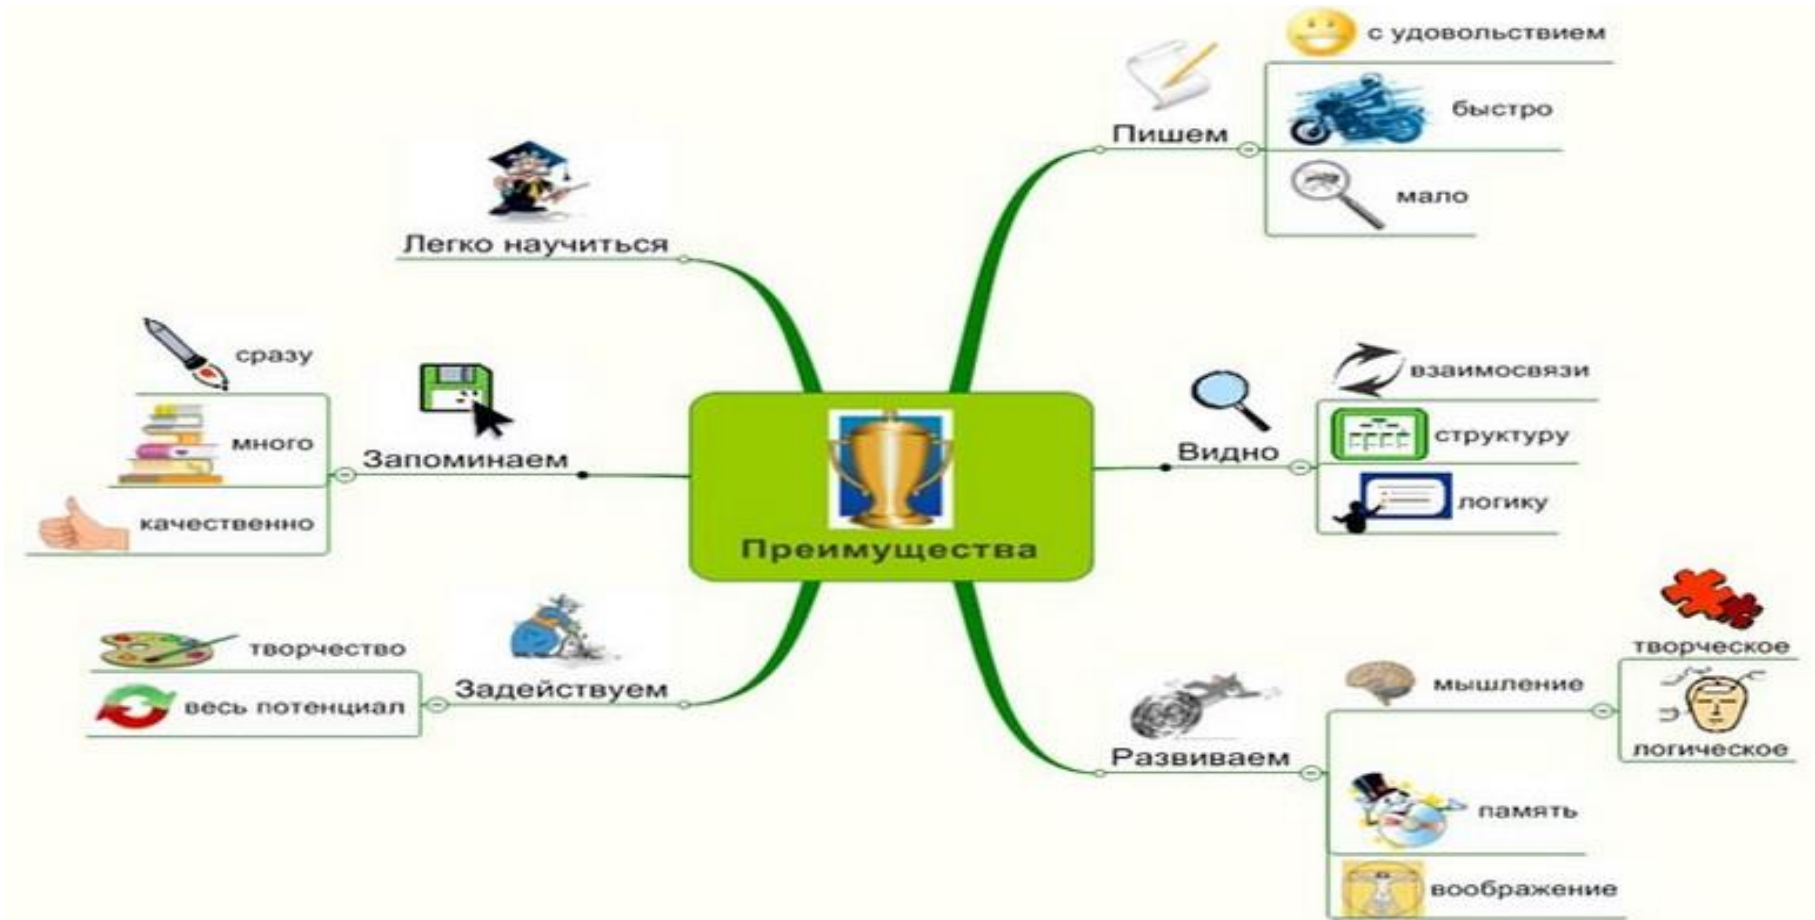 с удовольствием
быстро
Пишем
мало
Легко научиться
сразу
много
Запоминаем
качественно
взаимосвязи
Видно
структуру
логику
Преимущества
творчество
Задействуем
весь потенциал
творческое
мышление
логическое
Развиваем
память
воображение